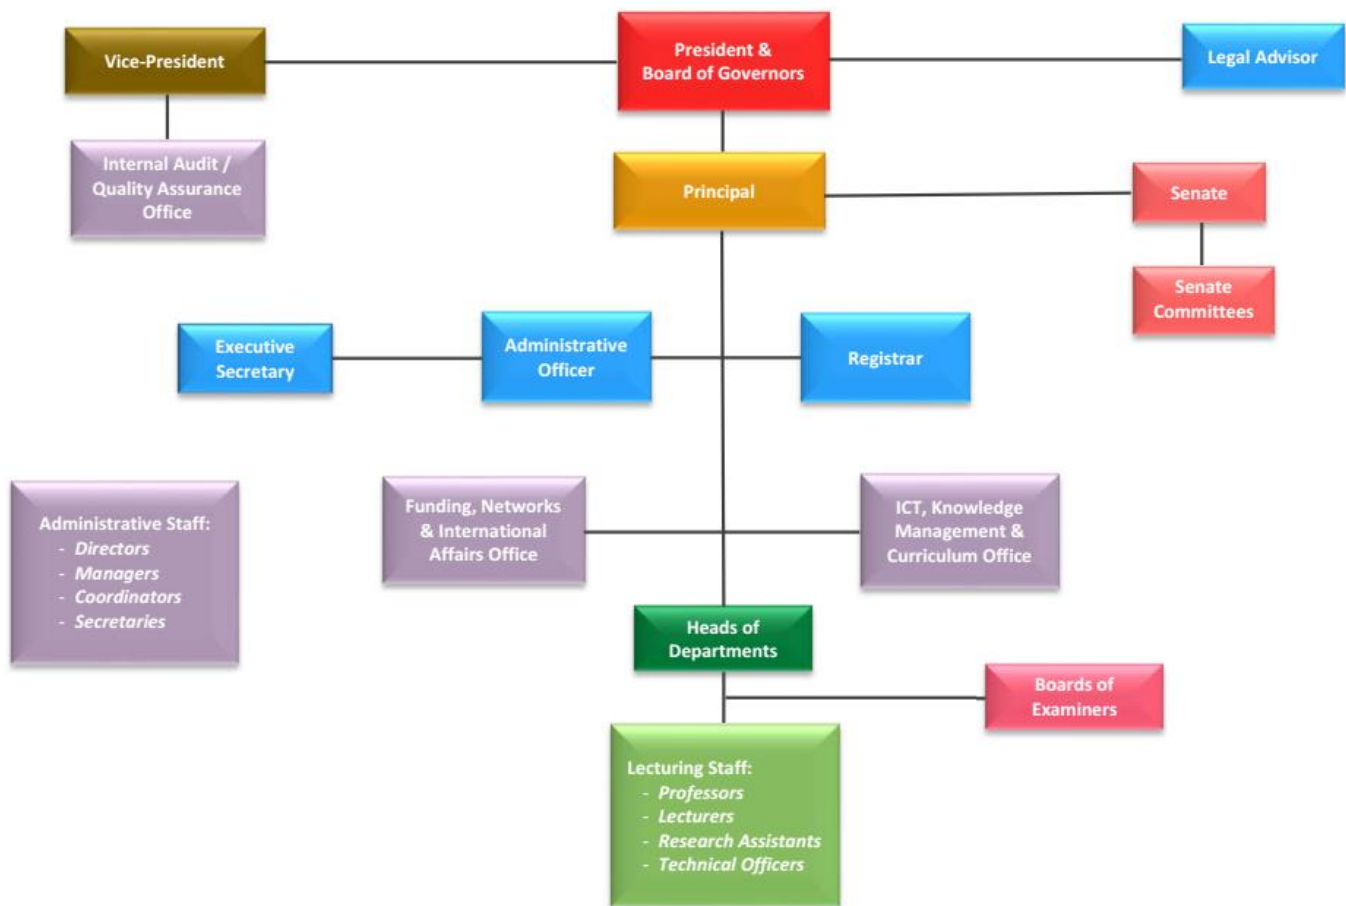 Vice-President
President &
Board of Governors
Legal Advisor
Internal Audit /
Quality Assurance
Office
Principal
Senate
Senate
Committees
Executive
Secretary
Administrative
Officer
Registrar
Administrative Staff:
- Directors
- Managers
- Coordinators
- Secretaries
Funding, Networks
& International
Affairs Office
ICT, Knowledge
Management &
Curriculum Office
Heads of
Departments
Boards of
Examiners
Lecturing Staff:
- Professors
- Lecturers
- Research Assistants
- Technical Officers